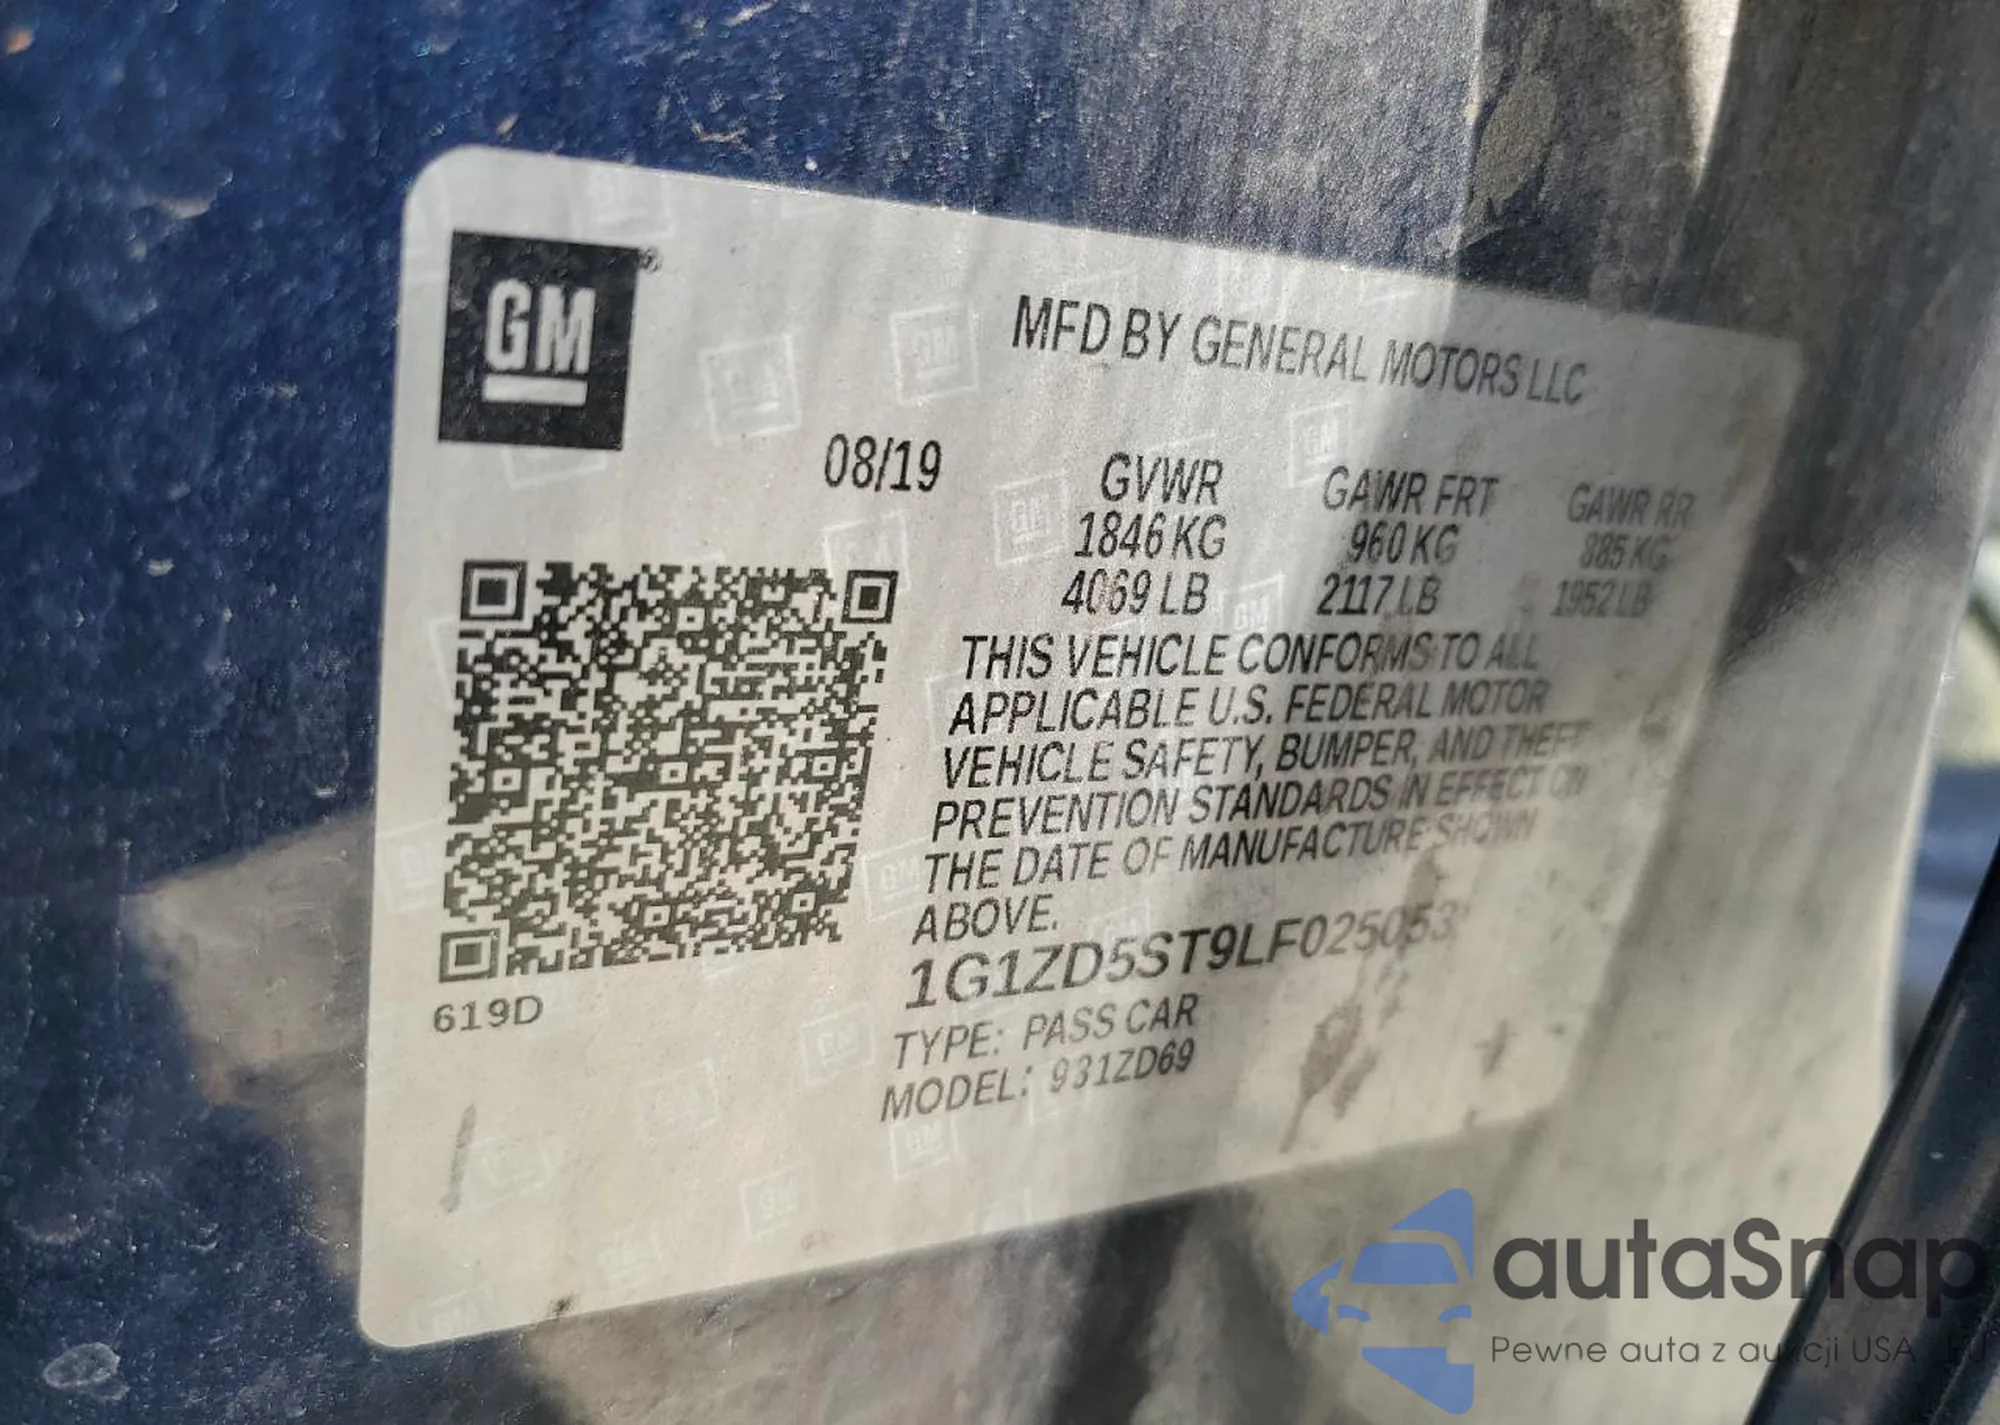 GM
MFD BY GENERAL MOTORS LLC
08/19
GVWR GAWR FRT GAWR RR
1846 KG 960 KG 885 KG
4069 LB 2117 LB 1952 LB
THIS VEHICLE CONFORMS TO ALL
APPLICABLE U.S. FEDERAL MOTOR
VEHICLE SAFETY, BUMPER, AND THEFT
PREVENTION STANDARDS IN EFFECT ON
THE DATE OF MANUFACTURE SHOWN
ABOVE.
1G1ZD5ST9LF025053
619D
TYPE: PASS CAR
MODEL: 931ZD69
autaSnap
Pewne auta z aukcji USA i EU